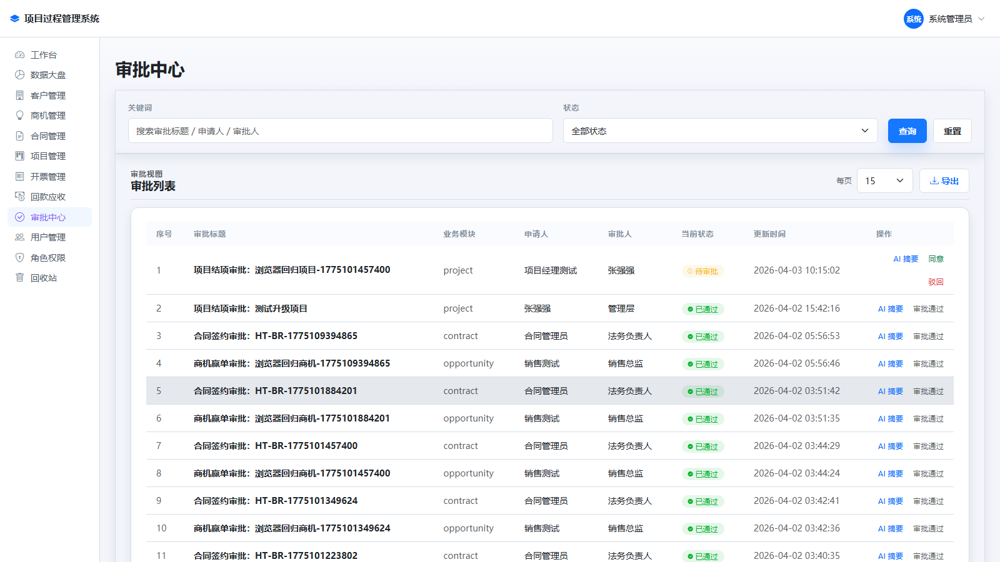 项目过程管理系统
系统 系统管理员
工作台
数据大盘
客户管理
商机管理
合同管理
项目管理
开票管理
回款应收
审批中心
用户管理
角色权限
回收站
审批中心
关键词 状态
搜索审批标题 / 申请人 / 审批人 全部状态 查询 重置
审批视图
审批列表
每页 15 导出
序号 审批标题 业务模块 申请人 审批人 当前状态 更新时间 操作
1 项目结项审批：浏览器回归项目-1775101457400 project 项目经理测试 张强强 待审批 2026-04-03 10:15:02 AI 摘要 同意 驳回
2 项目结项审批：测试升级项目 project 张强强 管理层 已通过 2026-04-02 15:42:16 AI 摘要 审批通过
3 合同签约审批：HT-BR-1775109394865 contract 合同管理员 法务负责人 已通过 2026-04-02 05:56:53 AI 摘要 审批通过
4 商机赢单审批：浏览器回归商机-1775109394865 opportunity 销售测试 销售总监 已通过 2026-04-02 05:56:46 AI 摘要 审批通过
5 合同签约审批：HT-BR-1775101884201 contract 合同管理员 法务负责人 已通过 2026-04-02 03:51:42 AI 摘要 审批通过
6 商机赢单审批：浏览器回归商机-1775101884201 opportunity 销售测试 销售总监 已通过 2026-04-02 03:51:35 AI 摘要 审批通过
7 合同签约审批：HT-BR-1775101457400 contract 合同管理员 法务负责人 已通过 2026-04-02 03:44:29 AI 摘要 审批通过
8 商机赢单审批：浏览器回归商机-1775101457400 opportunity 销售测试 销售总监 已通过 2026-04-02 03:44:24 AI 摘要 审批通过
9 合同签约审批：HT-BR-1775101349624 contract 合同管理员 法务负责人 已通过 2026-04-02 03:42:41 AI 摘要 审批通过
10 商机赢单审批：浏览器回归商机-1775101349624 opportunity 销售测试 销售总监 已通过 2026-04-02 03:42:36 AI 摘要 审批通过
11 合同签约审批：HT-BR-1775101223802 contract 合同管理员 法务负责人 已通过 2026-04-02 03:40:35 AI 摘要 审批通过